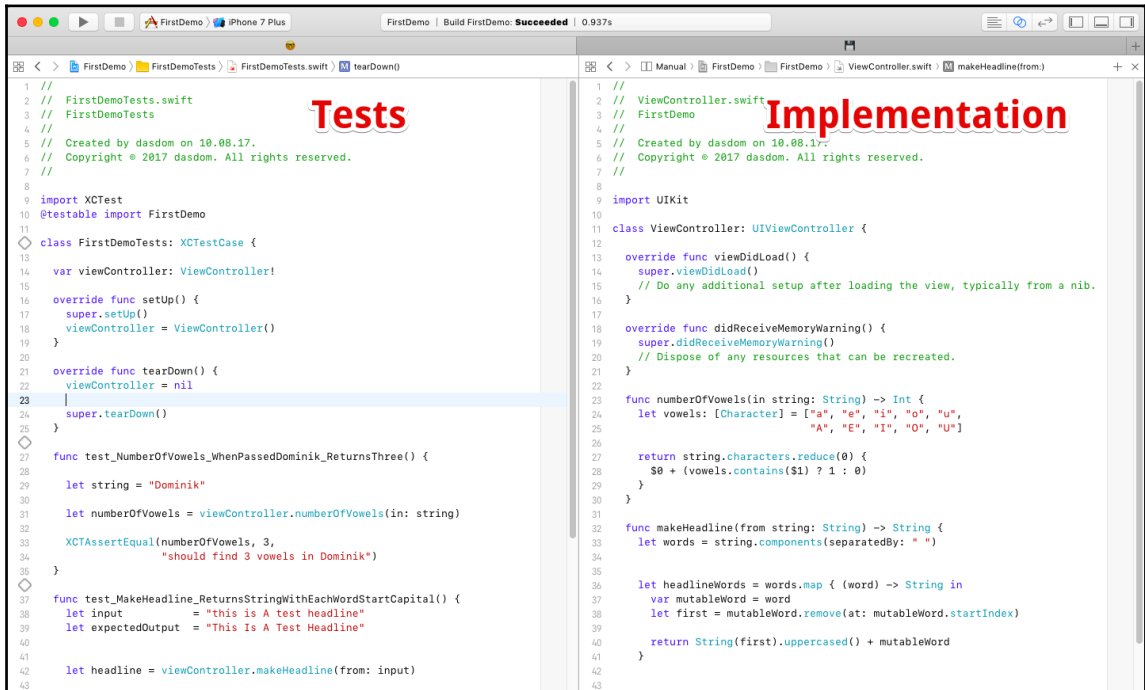 FirstDemo iPhone 7 Plus
FirstDemo | Build FirstDemo: Succeeded | 0.937s
FirstDemo FirstDemoTests FirstDemoTests.swift M tearDown()
Tests
1 //
2 // FirstDemoTests.swift
3 // FirstDemoTests
4 //
5 // Created by dasdom on 10.08.17.
6 // Copyright © 2017 dasdom. All rights reserved.
7 //
8
9 import XCTest
10 @testable import FirstDemo
11
class FirstDemoTests: XCTestCase {
13
14 var viewController: ViewController!
15
16 override func setUp() {
17 super.setUp()
18 viewController = ViewController()
19 }
20
21 override func tearDown() {
22 viewController = nil
23
24 super.tearDown()
25 }
27 func test_NumberOfVowels_WhenPassedDominik_ReturnsThree() {
28
29 let string = "Dominik"
30
31 let numberOfVowels = viewController.numberOfVowels(in: string)
32
33 XCTAssertEqual(numberOfVowels, 3,
34 "should find 3 vowels in Dominik")
35 }
37 func test_MakeHeadline_ReturnsStringWithEachWordStartCapital() {
38 let input = "this is A test headline"
39 let expectedOutput = "This Is A Test Headline"
40
41
42 let headline = viewController.makeHeadline(from: input)
43
Manual FirstDemo FirstDemo ViewController.swift M makeHeadline(from:)
Implementation
1 //
2 // ViewController.swift
3 // FirstDemo
4 //
5 // Created by dasdom on 10.08.17.
6 // Copyright © 2017 dasdom. All rights reserved.
7 //
8
9 import UIKit
10
11 class ViewController: UIViewController {
12
13 override func viewDidLoad() {
14 super.viewDidLoad()
15 // Do any additional setup after loading the view, typically from a nib.
16 }
17
18 override func didReceiveMemoryWarning() {
19 super.didReceiveMemoryWarning()
20 // Dispose of any resources that can be recreated.
21 }
22
23 func numberOfVowels(in string: String) -> Int {
24 let vowels: [Character] = ["a", "e", "i", "o", "u",
25 "A", "E", "I", "O", "U"]
26
27 return string.characters.reduce(0) {
28 $0 + (vowels.contains($1) ? 1 : 0)
29 }
30 }
31
32 func makeHeadline(from string: String) -> String {
33 let words = string.components(separatedBy: " ")
34
35
36 let headlineWords = words.map { (word) -> String in
37 var mutableWord = word
38 let first = mutableWord.remove(at: mutableWord.startIndex)
39
40 return String(first).uppercased() + mutableWord
41 }
42
43